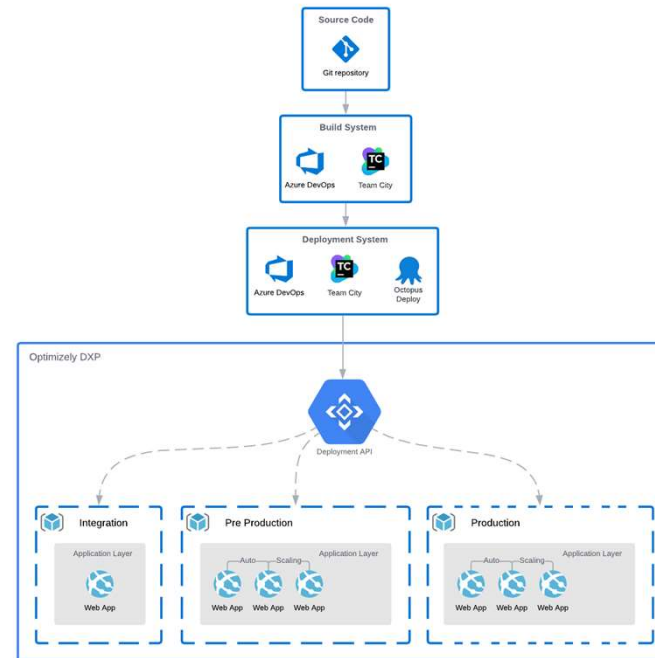 Source Code
Git repository
Build System
TC
Azure DevOps
Team City
Deployment System
TC
Azure DevOps
Team City
Octopus
Deploy
Optimizely DXP
Deployment API
Integration
Application Layer
Web App
Pre Production
Application Layer
Auto Scaling
Web App Web App Web App
Production
Application Layer
Auto Scaling
Web App Web App Web App